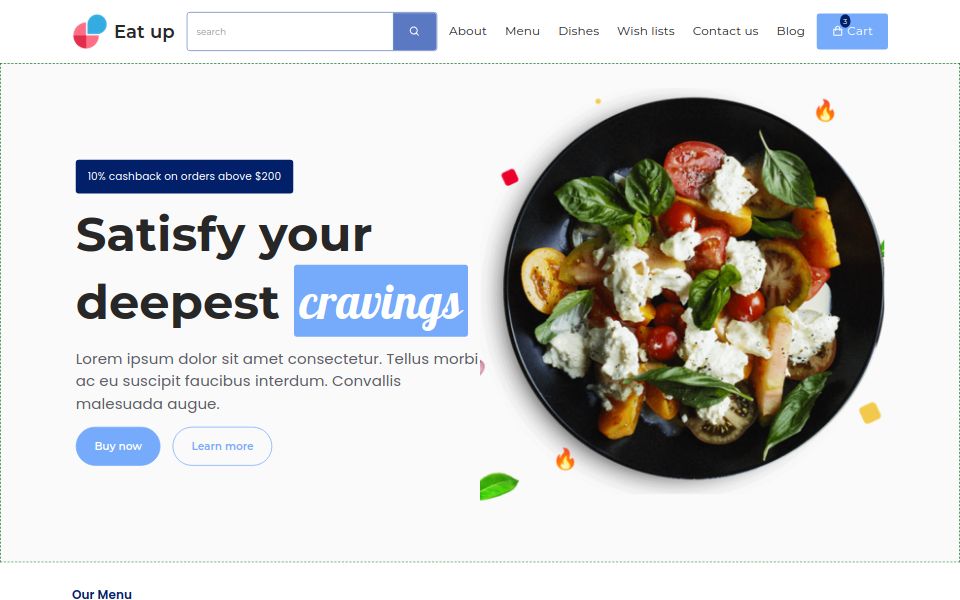 Eat up
search
About
Menu
Dishes
Wish lists
Contact us
Blog
3
Cart
10% cashback on orders above $200
Satisfy your
deepest cravings
Lorem ipsum dolor sit amet consectetur. Tellus morbi
ac eu suscipit faucibus interdum. Convallis
malesuada augue.
Buy now
Learn more
Our Menu